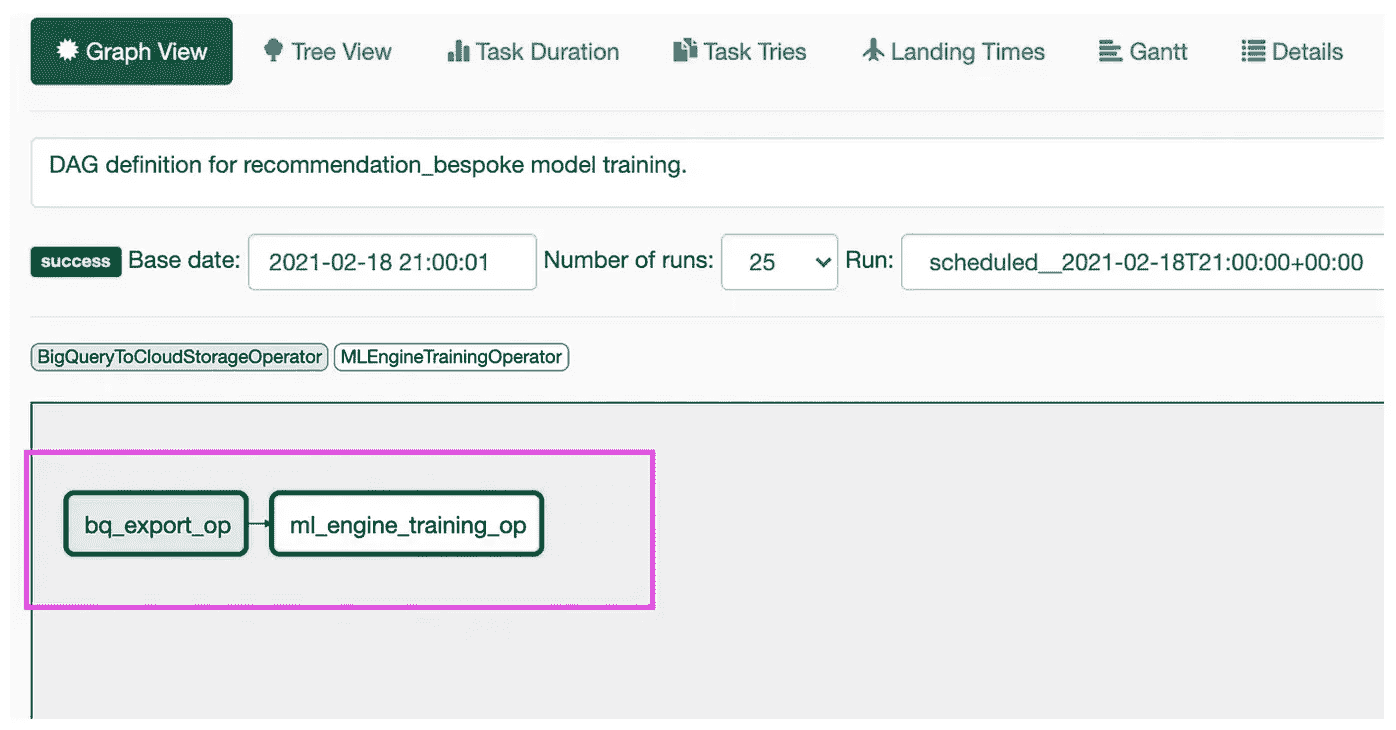 Graph View Tree View Task Duration Task Tries Landing Times Gantt Details
DAG definition for recommendation_bespoke model training.
success Base date: 2021-02-18 21:00:01 Number of runs: 25 Run: scheduled__2021-02-18T21:00:00+00:00
BigQueryToCloudStorageOperator MLEngineTrainingOperator
bq_export_op ml_engine_training_op